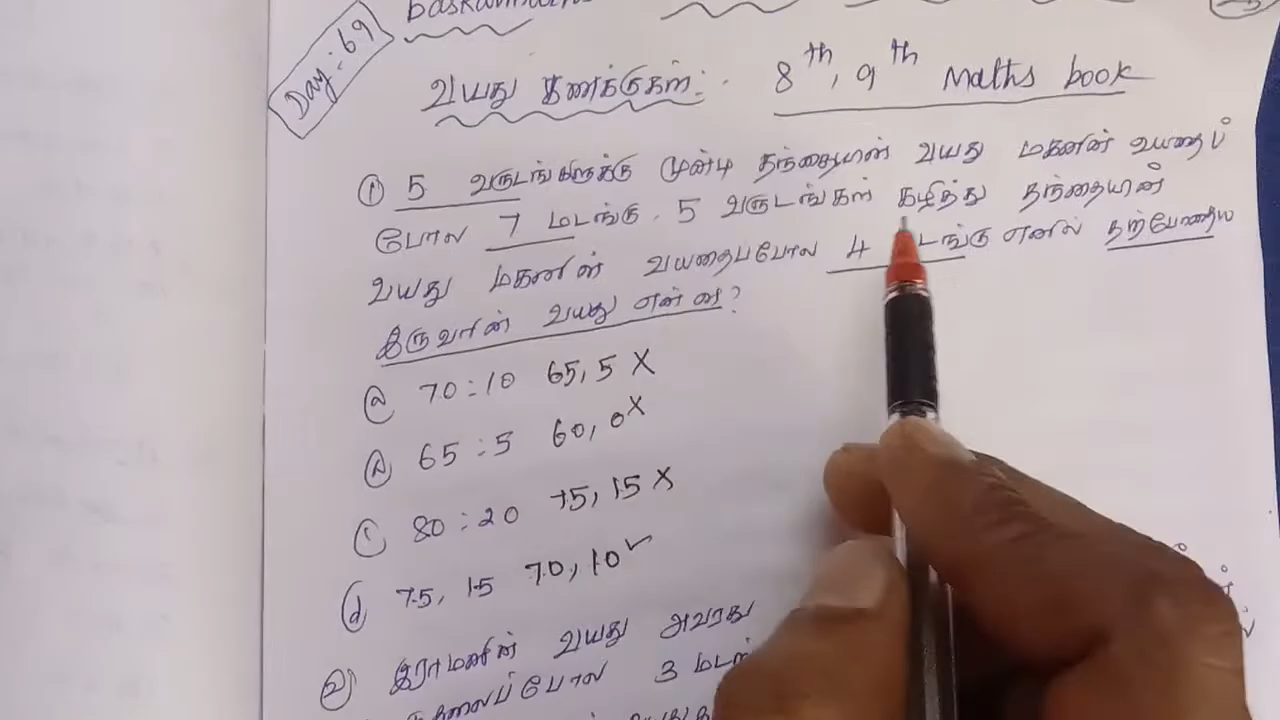 Day: 69
வயது கணக்குகள்: 8th, 9th Maths book
① 5 வருடங்களுக்கு முன்பு தந்தையின் வயது மகனின் வயதைப்
போல 7 மடங்கு. 5 வருடங்கள் கழித்து தந்தையின்
வயது மகனின் வயதைப்போல 4 மடங்கு எனில் தற்போதைய
இருவரின் வயது என்ன?
ⓐ 70:10 65, 5 X
65:5 60, 0 X
ⓒ 80:20 75, 15 X
ⓓ 75, 15 70, 10 ✓
2) இராமனின் வயது அவரது
போல 3